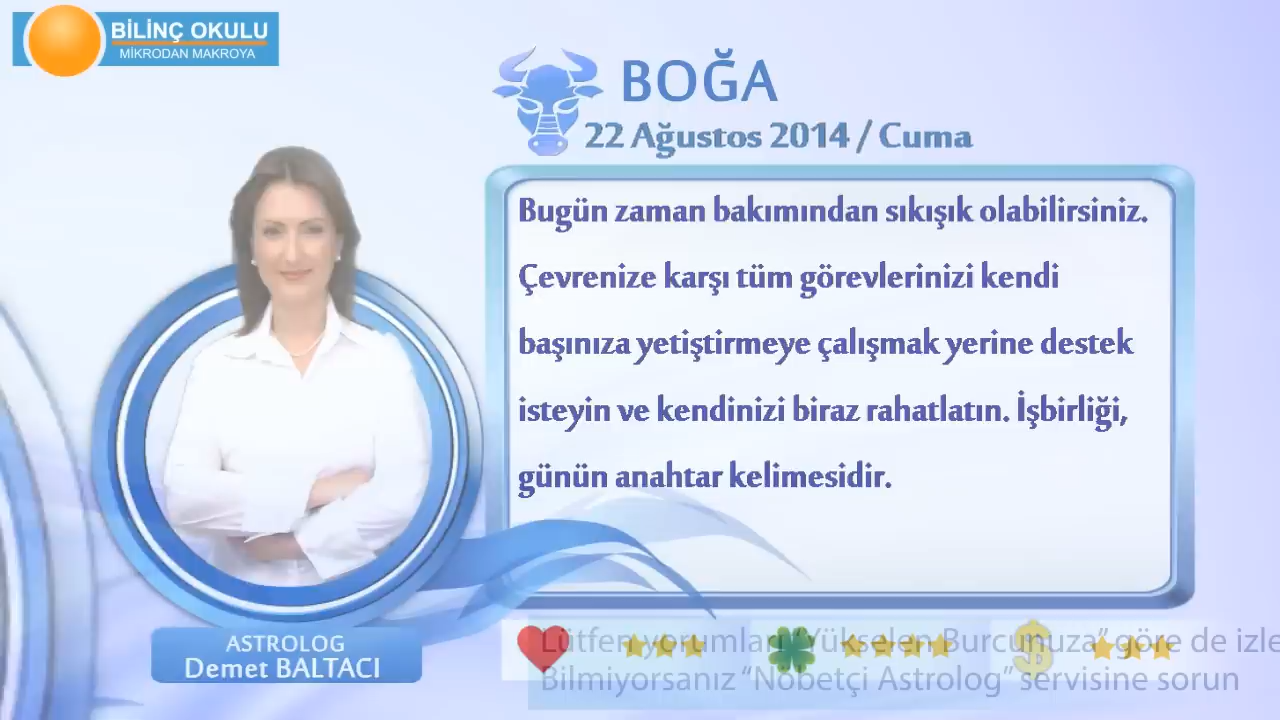 BİLİNÇ OKULU
MİKRODAN MAKROYA
BOĞA
22 Ağustos 2014 / Cuma
Bugün zaman bakımından sıkışık olabilirsiniz.
Çevrenize karşı tüm görevlerinizi kendi
başınıza yetiştirmeye çalışmak yerine destek
isteyin ve kendinizi biraz rahatlatın. İşbirliği,
günün anahtar kelimesidir.
ASTROLOG
Demet BALTACI
Lütfen yorumları "Yükselen Burcunuza" göre de izle
Bilmiyorsanız "Nöbetçi Astrolog" servisine sorun